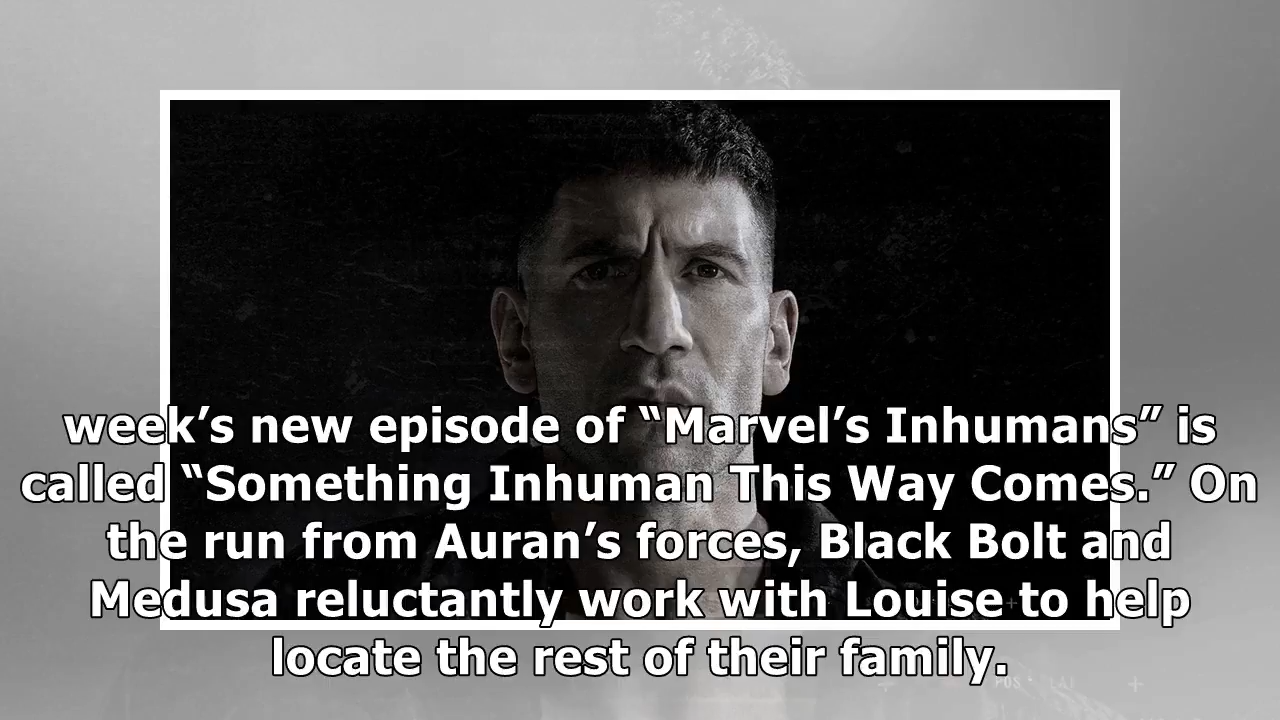 week’s new episode of “Marvel’s Inhumans” is
called “Something Inhuman This Way Comes.” On
the run from Auran’s forces, Black Bolt and
Medusa reluctantly work with Louise to help
locate the rest of their family.